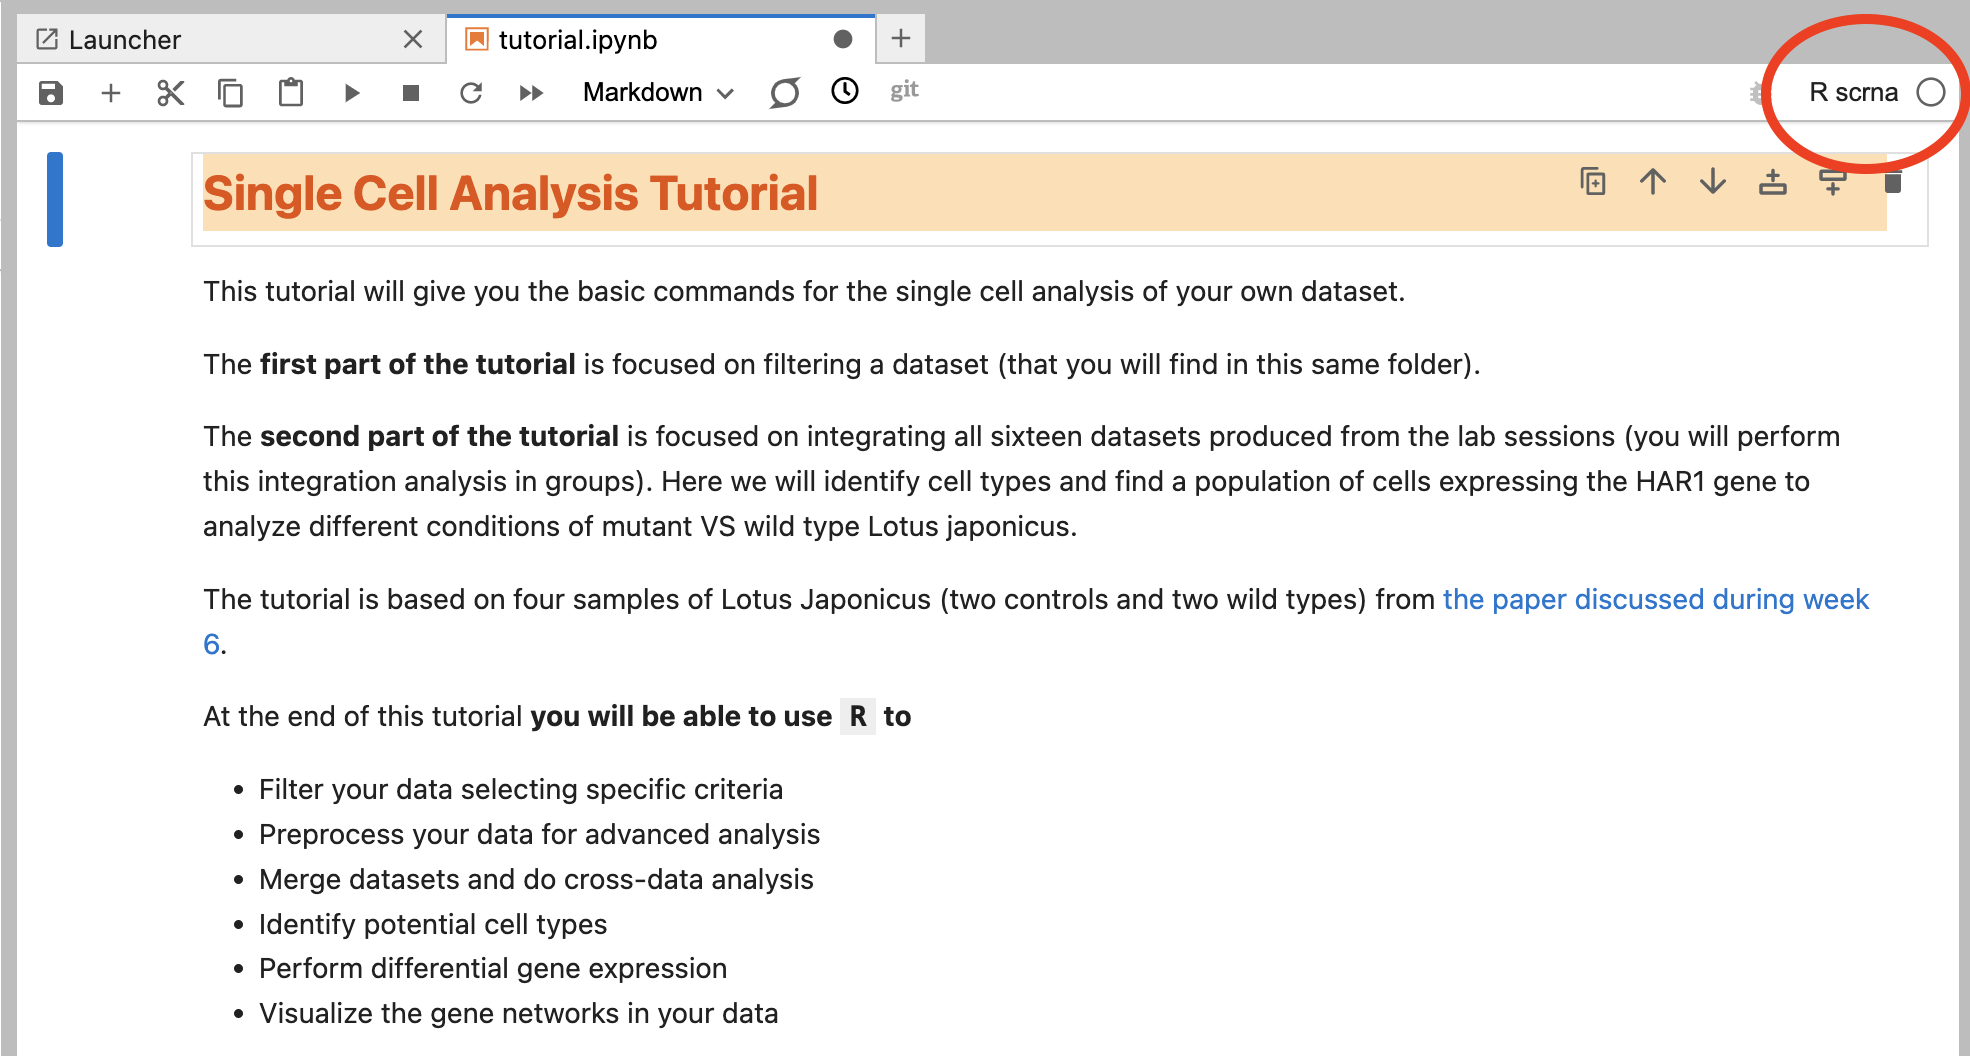 Launcher
tutorial.ipynb
Markdown
git
R scrna
Single Cell Analysis Tutorial
This tutorial will give you the basic commands for the single cell analysis of your own dataset.
The first part of the tutorial is focused on filtering a dataset (that you will find in this same folder).
The second part of the tutorial is focused on integrating all sixteen datasets produced from the lab sessions (you will perform
this integration analysis in groups). Here we will identify cell types and find a population of cells expressing the HAR1 gene to
analyze different conditions of mutant VS wild type Lotus japonicus.
The tutorial is based on four samples of Lotus Japonicus (two controls and two wild types) from the paper discussed during week
6.
At the end of this tutorial you will be able to use R to
• Filter your data selecting specific criteria
• Preprocess your data for advanced analysis
• Merge datasets and do cross-data analysis
• Identify potential cell types
• Perform differential gene expression
• Visualize the gene networks in your data